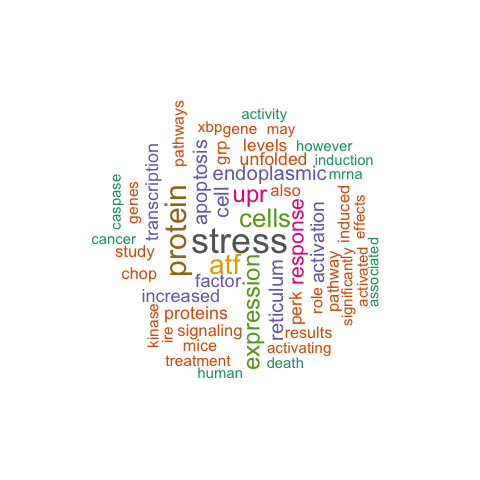 activity
xbp
gene
may
pathways
levels
however
grp
apoptosis
unfolded
induction
transcription
endoplasmic
mrna
caspase
genes
cell
upr
also
induced
effects
protein
cells
response
activation
cancer
stress
study
atf
chop
factor
expression
reticulum
perk
role
pathway
significantly
activated
associated
increased
kinase
ire
proteins
signaling
results
mice
activating
treatment
death
human